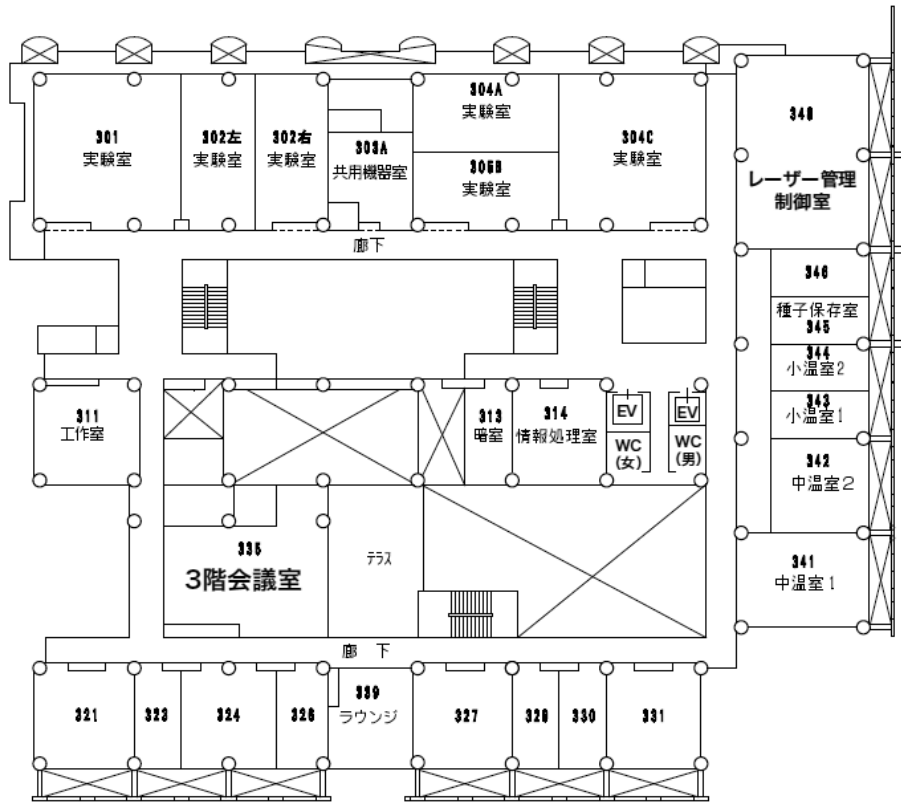 301
実験室
302左
実験室
302右
実験室
303A
共用機器室
304A
実験室
305B
実験室
304C
実験室
348
レーザー管理
制御室
廊下
346
種子保存室
345
344
小温室2
343
小温室1
342
中温室2
341
中温室1
311
工作室
313
暗室
314
情報処理室
EV
WC
(女)
EV
WC
(男)
335
3階会議室
テラス
廊 下
321
323
324
326
339
ラウンジ
327
329
330
331